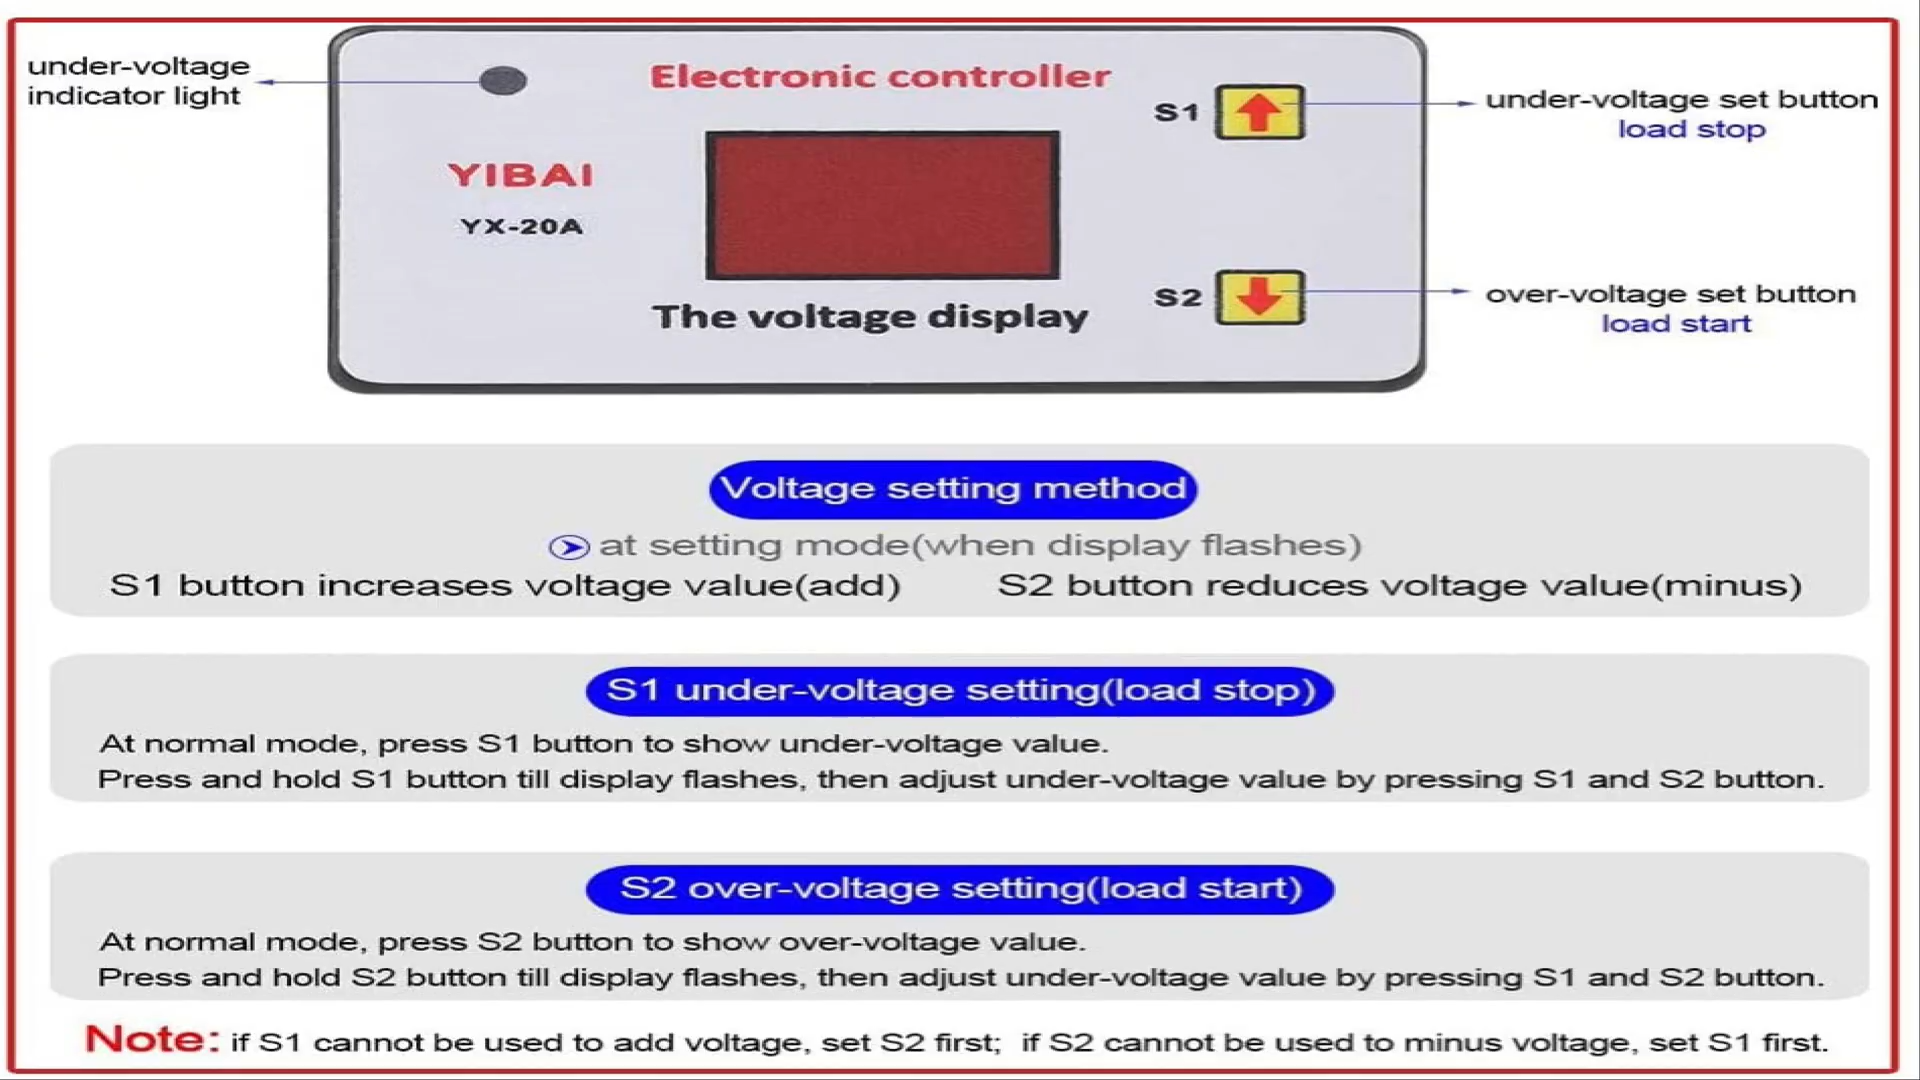 under-voltage
indicator light
Electronic controller
S1
under-voltage set button
load stop
YIBAI
YX-20A
S2
over-voltage set button
load start
The voltage display
Voltage setting method
at setting mode(when display flashes)
S1 button increases voltage value(add)
S2 button reduces voltage value(minus)
S1 under-voltage setting(load stop)
At normal mode, press S1 button to show under-voltage value.
Press and hold S1 button till display flashes, then adjust under-voltage value by pressing S1 and S2 button.
S2 over-voltage setting(load start)
At normal mode, press S2 button to show over-voltage value.
Press and hold S2 button till display flashes, then adjust under-voltage value by pressing S1 and S2 button.
Note: if S1 cannot be used to add voltage, set S2 first; if S2 cannot be used to minus voltage, set S1 first.